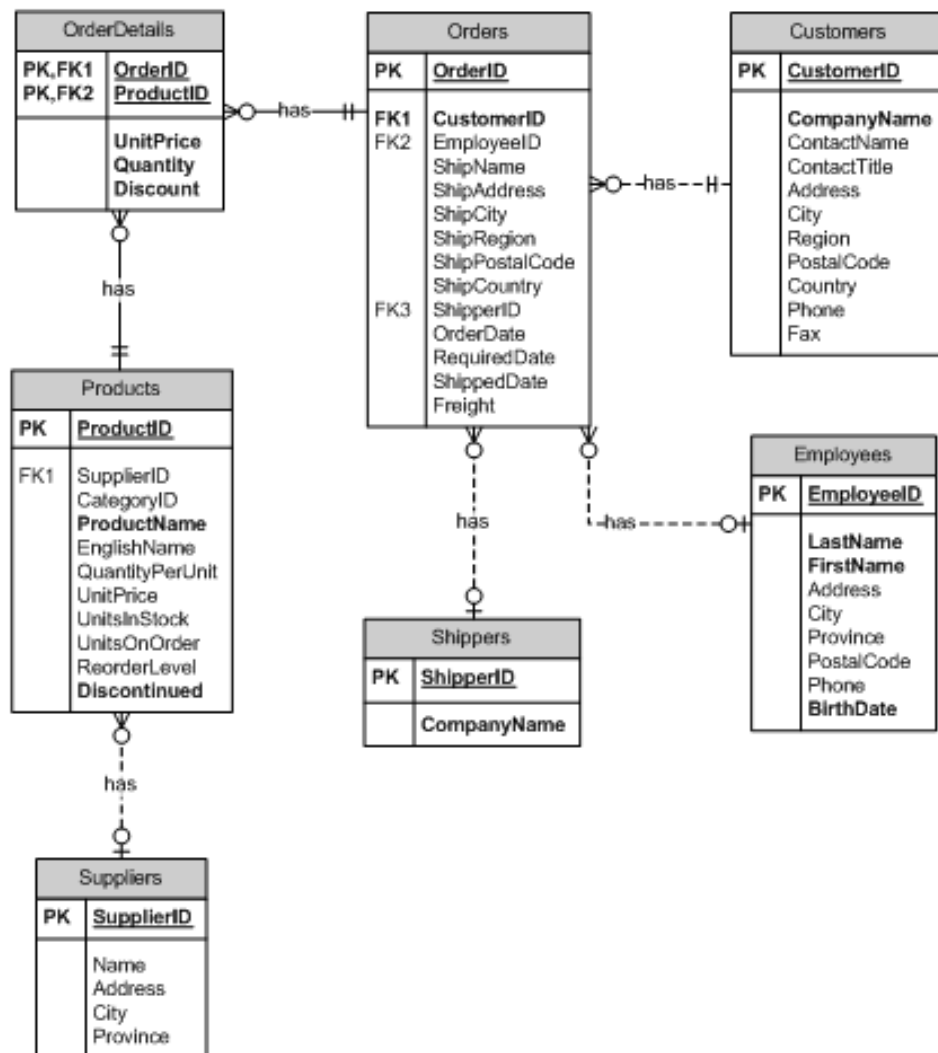 OrderDetails
PK,FK1 OrderID
PK,FK2 ProductID
UnitPrice
Quantity
Discount
has
Orders
PK OrderID
FK1 CustomerID
FK2 EmployeeID
ShipName
ShipAddress
ShipCity
ShipRegion
ShipPostalCode
ShipCountry
FK3 ShipperID
OrderDate
RequiredDate
ShippedDate
Freight
has
Customers
PK CustomerID
CompanyName
ContactName
ContactTitle
Address
City
Region
PostalCode
Country
Phone
Fax
has
Products
PK ProductID
FK1 SupplierID
CategoryID
ProductName
EnglishName
QuantityPerUnit
UnitPrice
UnitsInStock
UnitsOnOrder
ReorderLevel
Discontinued
has
Shippers
PK ShipperID
CompanyName
has
Employees
PK EmployeeID
LastName
FirstName
Address
City
Province
PostalCode
Phone
BirthDate
has
Suppliers
PK SupplierID
Name
Address
City
Province